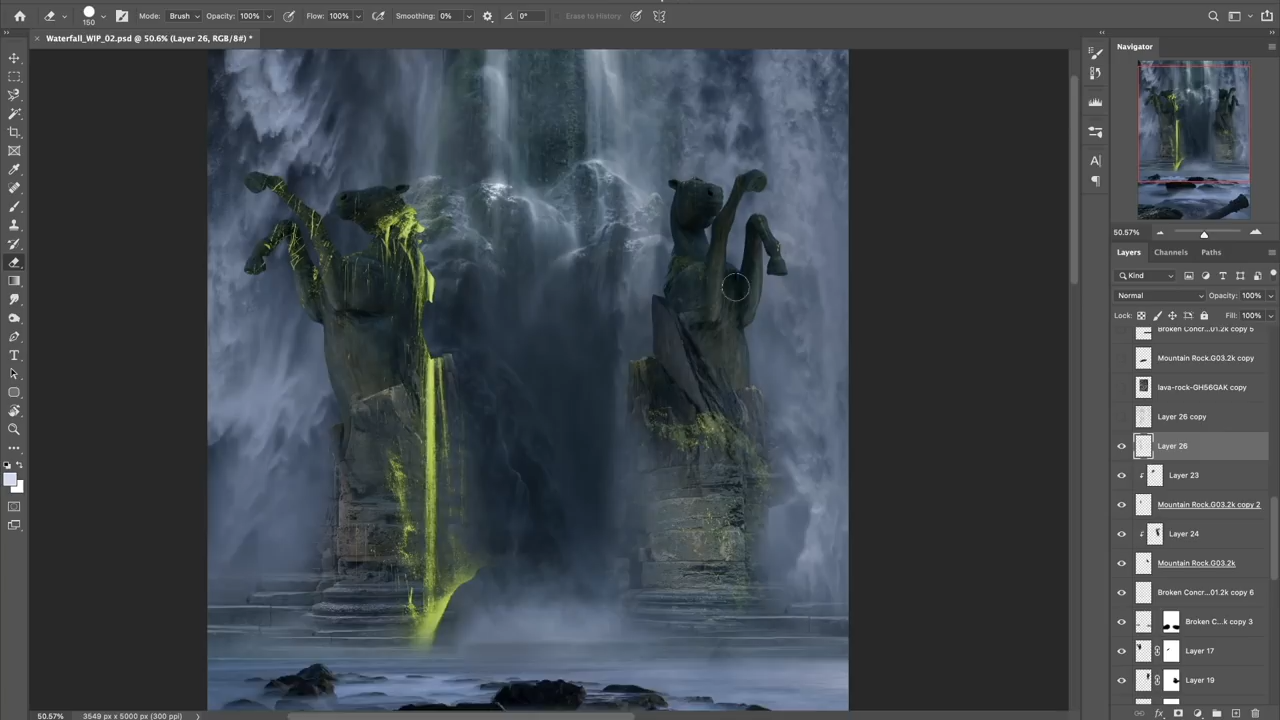 150 Mode: Brush Opacity: 100% Flow: 100% Smoothing: 0% 0° Erase to History
Waterfall_WIP_02.psd @ 50.6% (Layer 26, RGB/8#) *
Navigator
50.57%
Layers Channels Paths
Kind
Normal Opacity: 100%
Lock: Fill: 100%
Broken Concr...01.2k copy 5
Mountain Rock.G03.2k copy
lava-rock-GH56GAK copy
Layer 26 copy
Layer 26
Layer 23
Mountain Rock.G03.2k copy 2
Layer 24
Mountain Rock.G03.2k
Broken Concr...01.2k copy 6
Broken C...k copy 3
Layer 17
Layer 19
50.57% 3549 px x 5000 px (300 ppi)